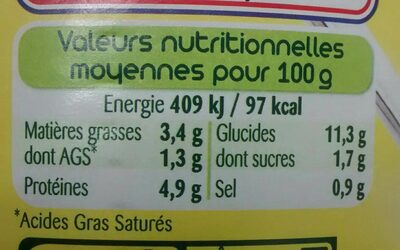 Valeurs nutritionnelles
moyennes pour 100g
Energie 409 kJ / 97 kcal
Matières grasses 3,4 g Glucides 11,3 g
dont AGS* 1,3 g dont sucres 1,7 g
Protéines 4,9 g Sel 0,9 g
*Acides Gras Saturés